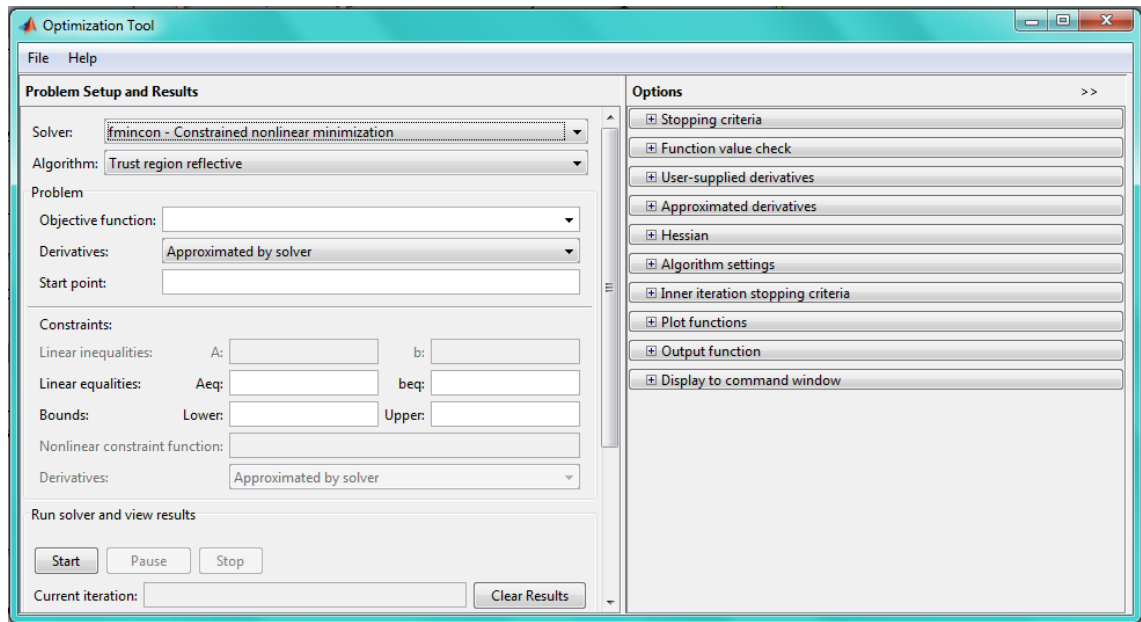 Optimization Tool
File Help
Problem Setup and Results
Solver: fmincon - Constrained nonlinear minimization
Algorithm: Trust region reflective
Problem
Objective function:
Derivatives: Approximated by solver
Start point:
Constraints:
Linear inequalities: A: b:
Linear equalities: Aeq: beq:
Bounds: Lower: Upper:
Nonlinear constraint function:
Derivatives: Approximated by solver
Run solver and view results
Start Pause Stop
Current iteration: Clear Results
Options >>
Stopping criteria
Function value check
User-supplied derivatives
Approximated derivatives
Hessian
Algorithm settings
Inner iteration stopping criteria
Plot functions
Output function
Display to command window